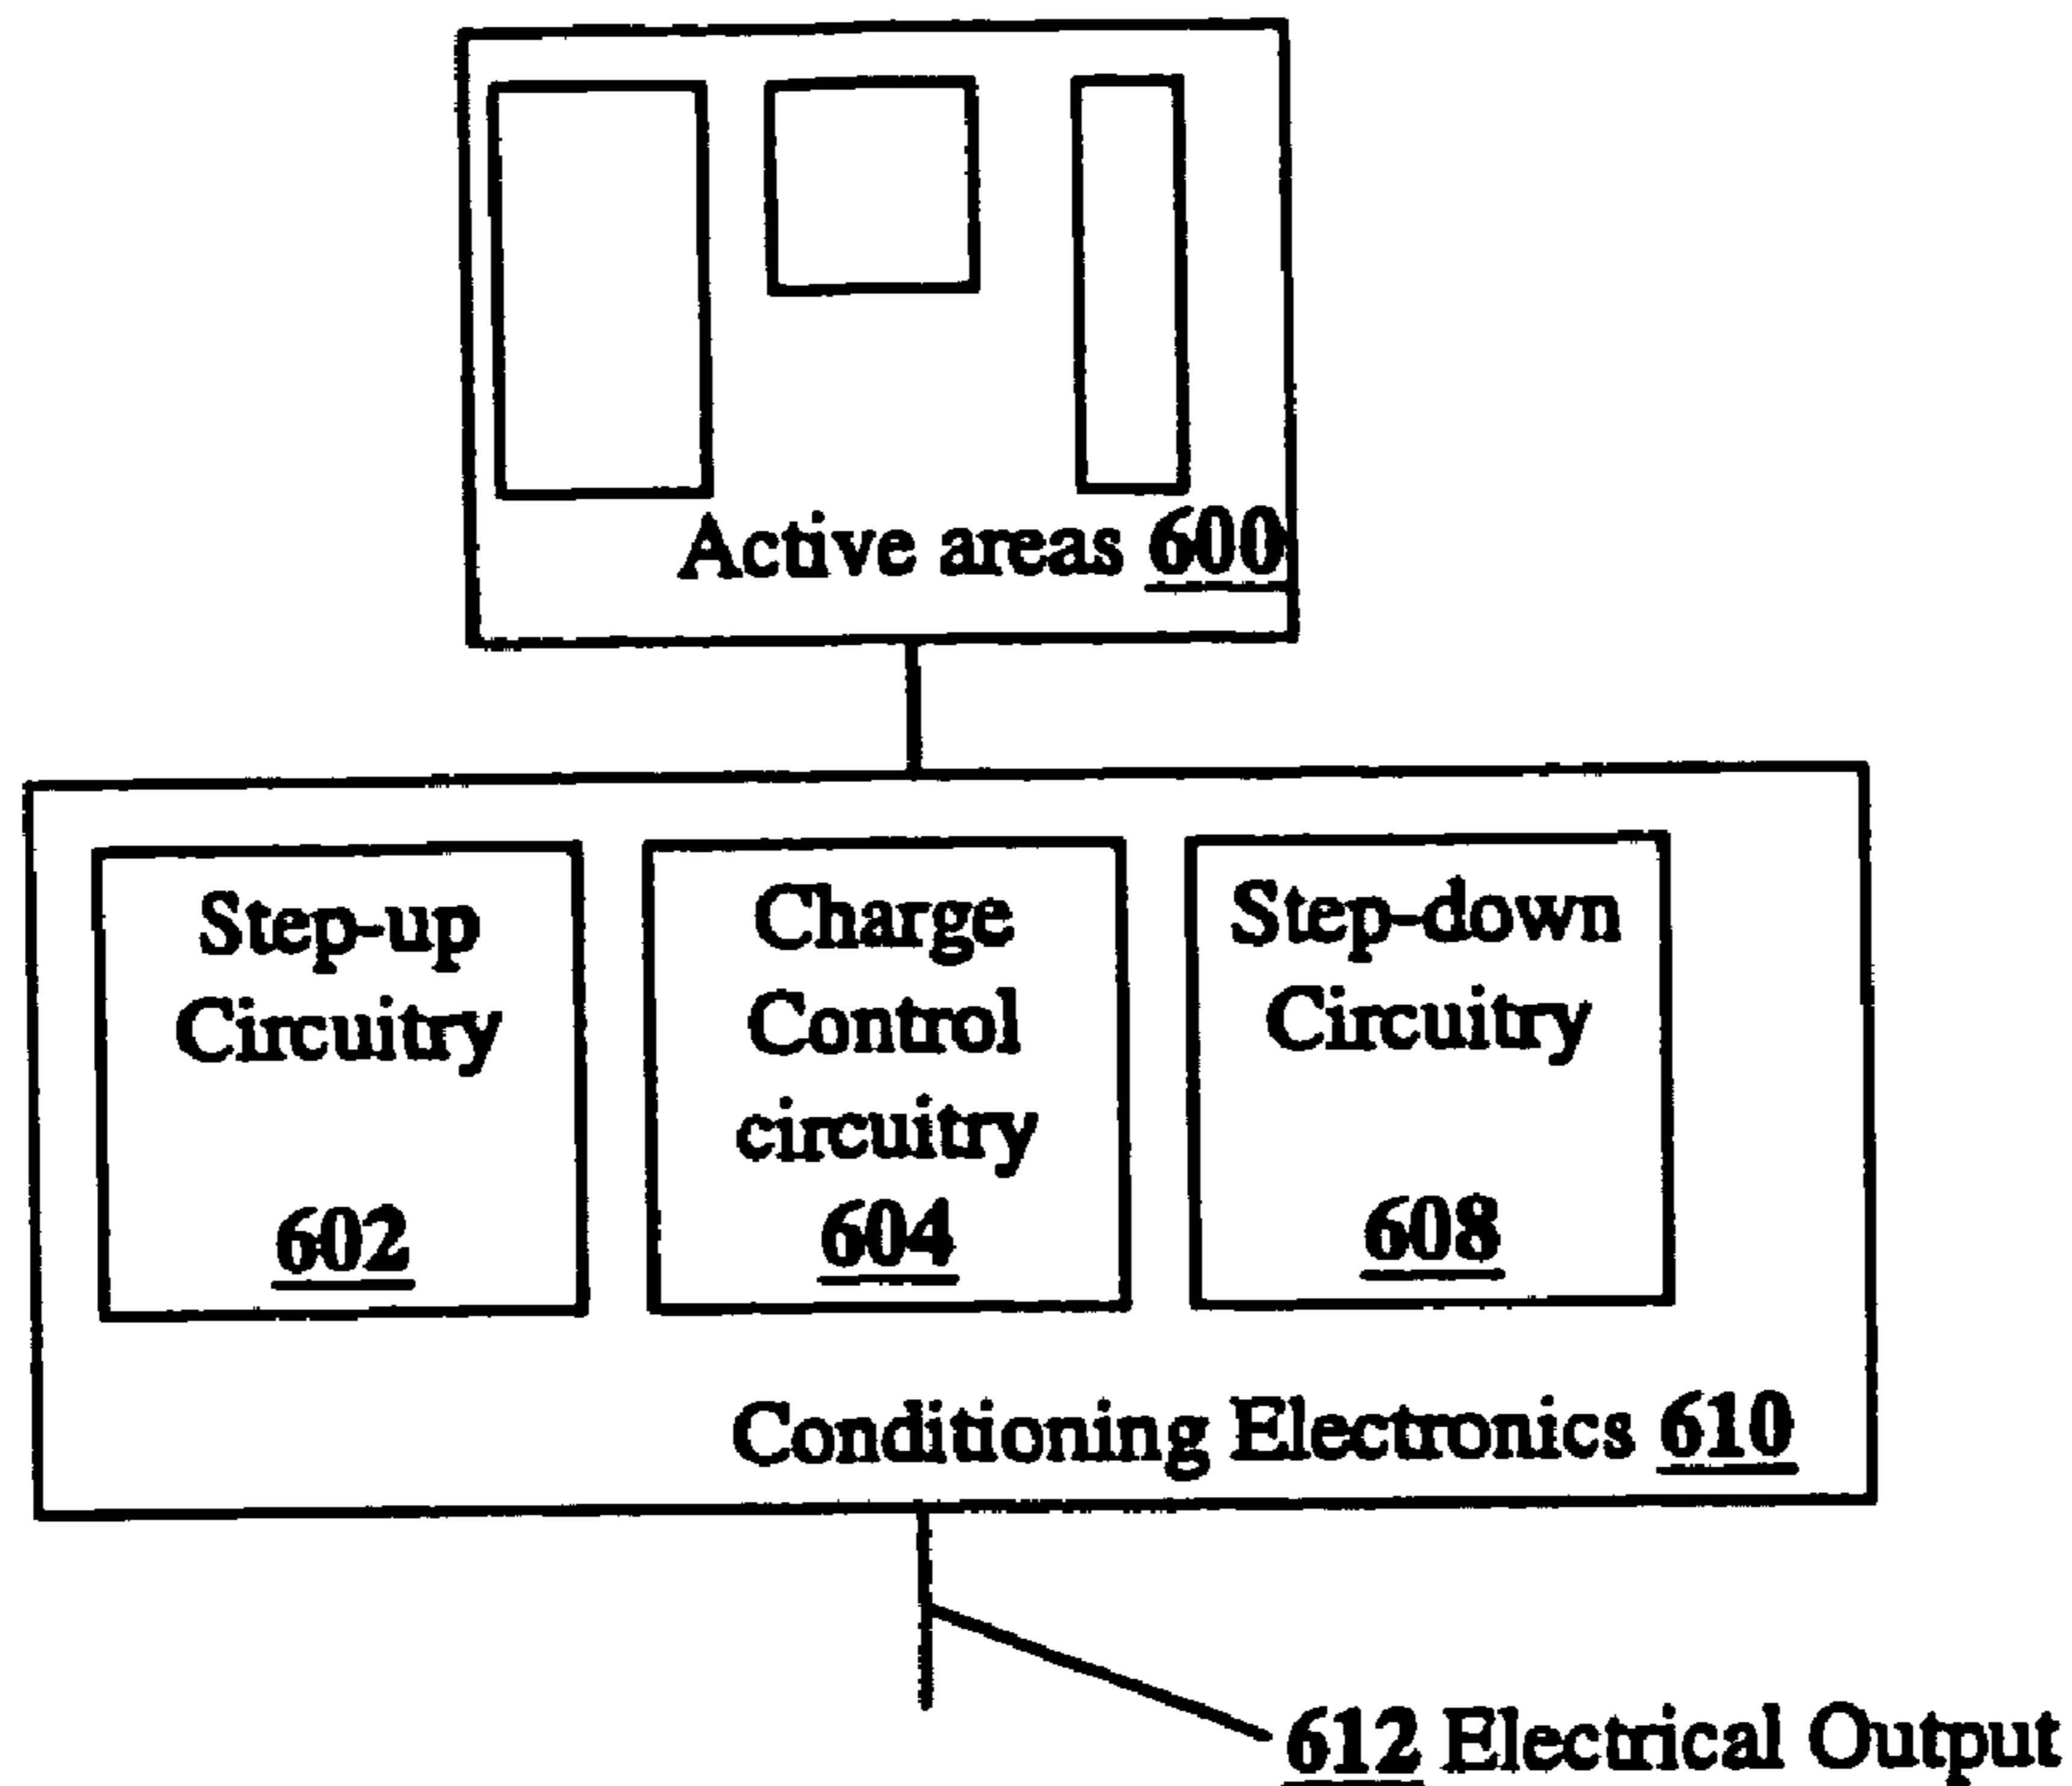 Active areas 600
Step-up
Circuitry
602
Charge
Control
circuitry
604
Step-down
Circuitry
608
Conditioning Electronics 610
612 Electrical Output